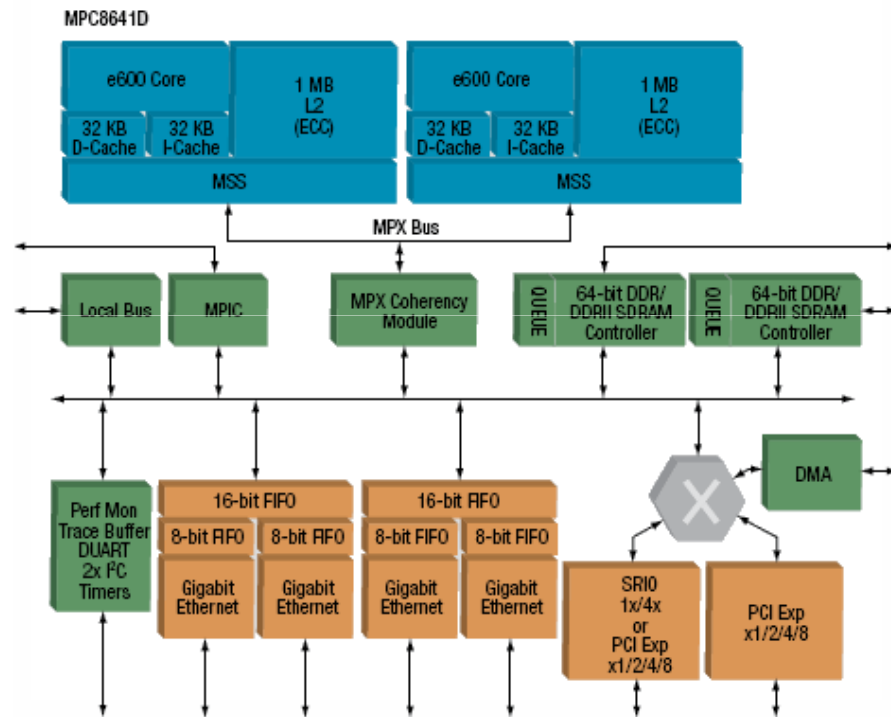 MPC8641D
e600 Core
32 KB
D-Cache
32 KB
I-Cache
1 MB
L2
(ECC)
MSS
e600 Core
32 KB
D-Cache
32 KB
I-Cache
1 MB
L2
(ECC)
MSS
MPX Bus
Local Bus
MPIC
MPX Coherency
Module
QUEUE
64-bit DDR/
DDRII SDRAM
Controller
QUEUE
64-bit DDR/
DDRII SDRAM
Controller
Perf Mon
Trace Buffer
DUART
2x I²C
Timers
16-bit FIFO
8-bit FIFO
8-bit FIFO
Gigabit
Ethernet
Gigabit
Ethernet
16-bit FIFO
8-bit FIFO
8-bit FIFO
Gigabit
Ethernet
Gigabit
Ethernet
X
DMA
SRIO
1x/4x
or
PCI Exp
x1/2/4/8
PCI Exp
x1/2/4/8